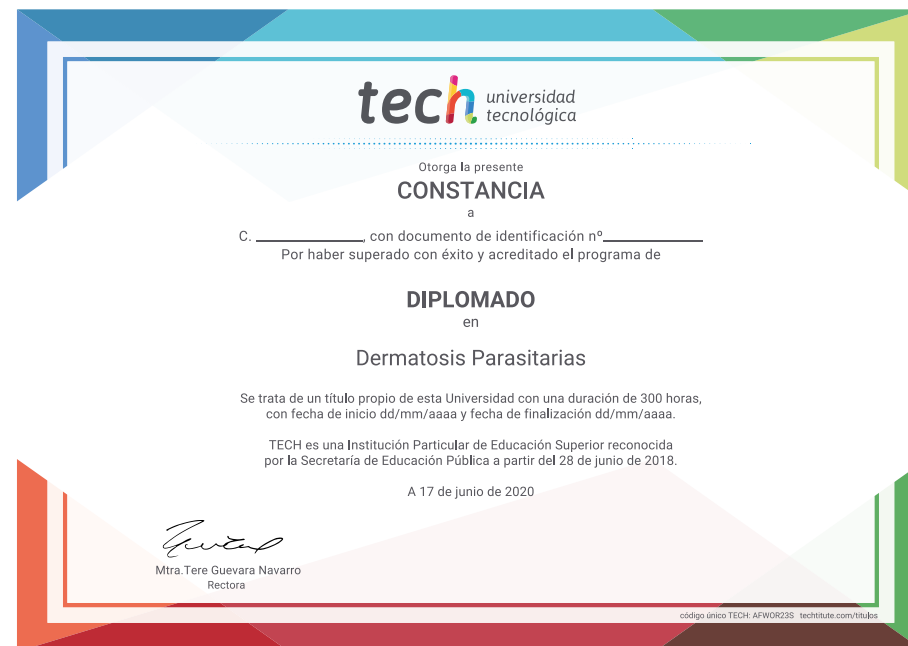 tech universidad
tecnológica
Otorga la presente
CONSTANCIA
a
C. ______________, con documento de identificación nº_____________
Por haber superado con éxito y acreditado el programa de
DIPLOMADO
en
Dermatosis Parasitarias
Se trata de un título propio de esta Universidad con una duración de 300 horas,
con fecha de inicio dd/mm/aaaa y fecha de finalización dd/mm/aaaa.
TECH es una Institución Particular de Educación Superior reconocida
por la Secretaría de Educación Pública a partir del 28 de junio de 2018.
A 17 de junio de 2020
Mtra.Tere Guevara Navarro
Rectora
código único TECH: AFWOR23S techtitute.com/titulos